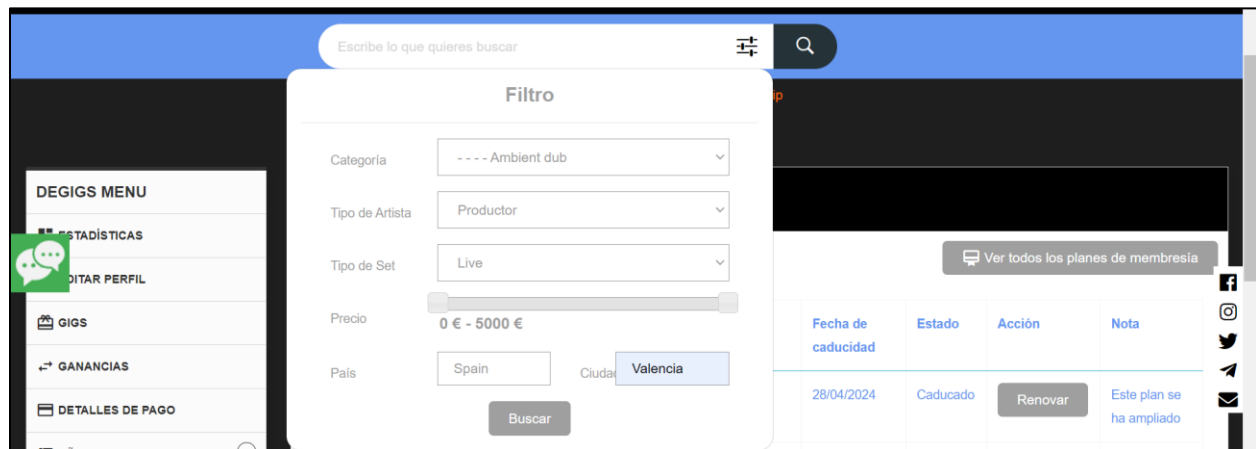 Escribe lo que quieres buscar
Filtro
ip
Categoría
- - - - Ambient dub
DEGIGS MENU
Tipo de Artista
Productor
ESTADÍSTICAS
Tipo de Set
Live
Ver todos los planes de membresía
DITAR PERFIL
Precio
0 € - 5000 €
GIGS
Fecha de caducidad
Estado
Acción
Nota
País
Spain
Ciudad
Valencia
GANANCIAS
28/04/2024
Caducado
Renovar
Este plan se ha ampliado
DETALLES DE PAGO
Buscar